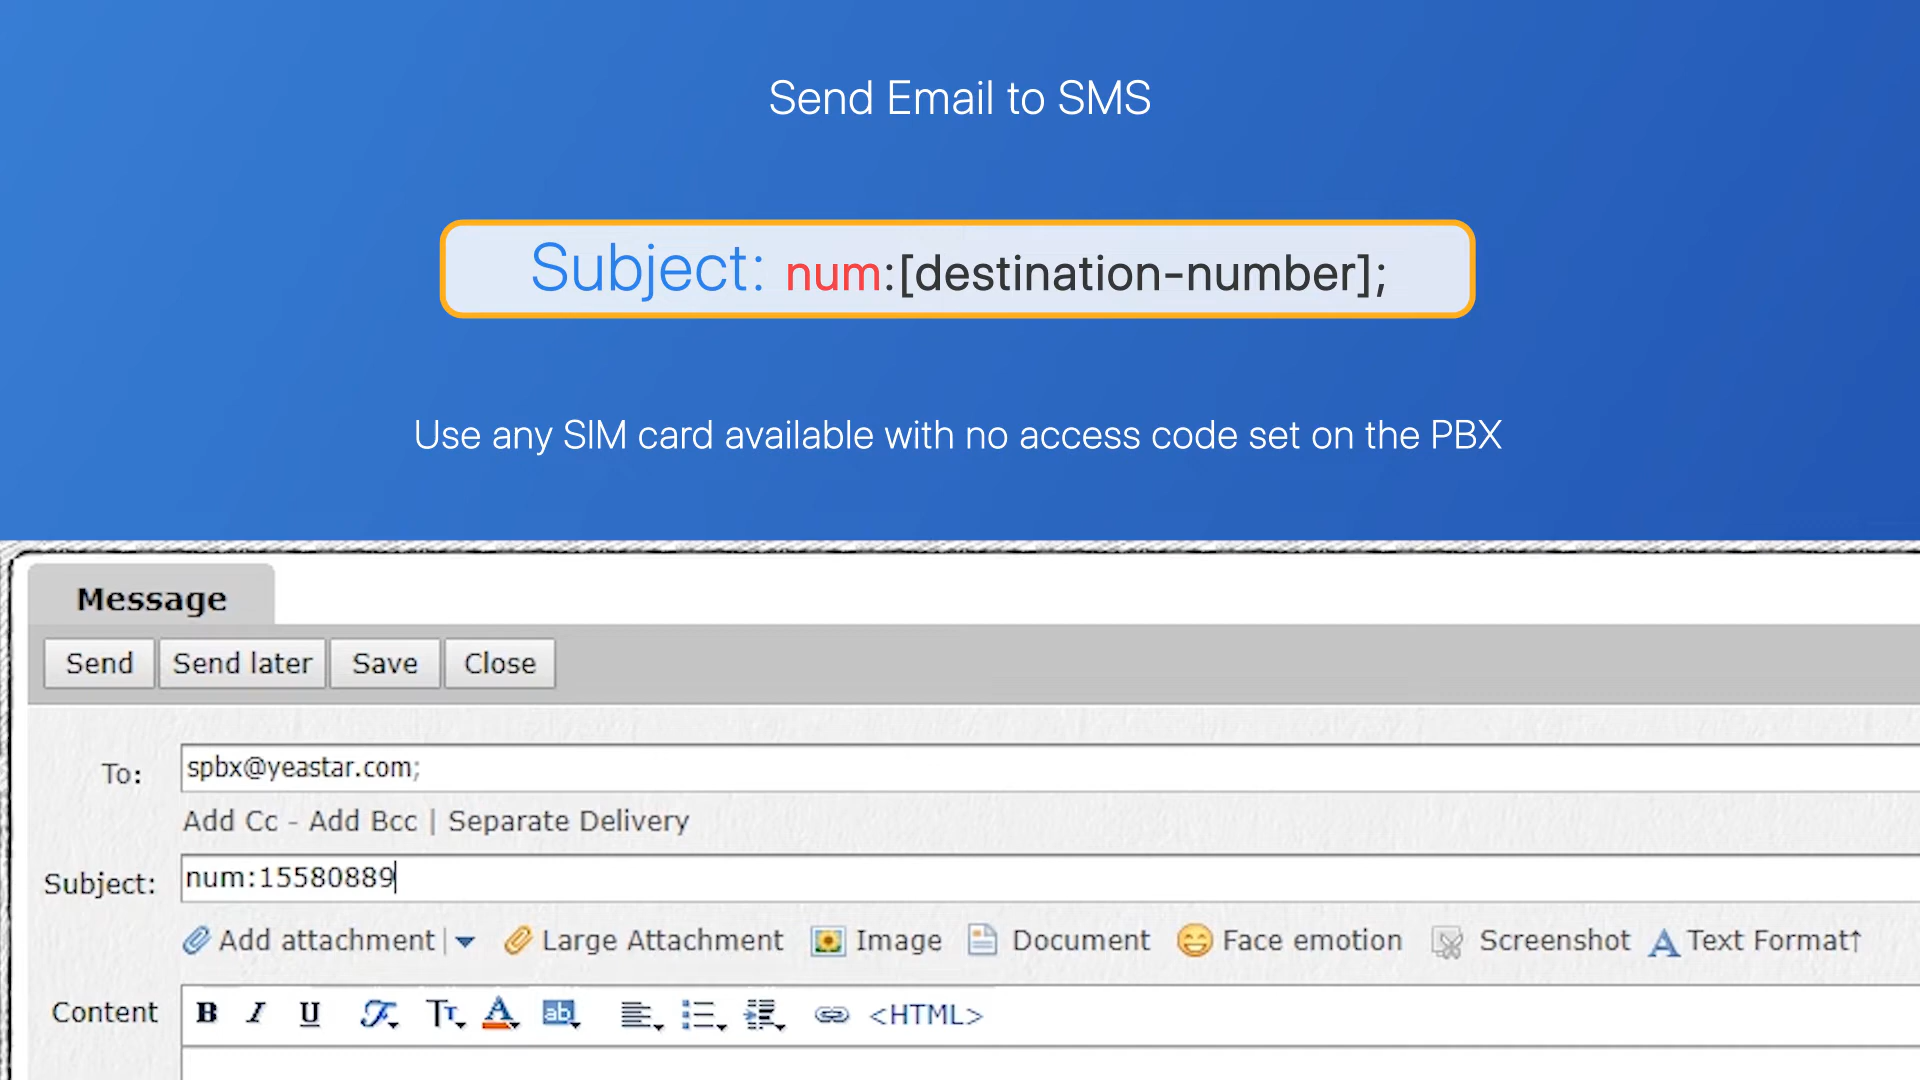 Send Email to SMS
Subject: num:[destination-number];
Use any SIM card available with no access code set on the PBX
Message
Send Send later Save Close
To: spbx@yeastar.com;
Add Cc - Add Bcc | Separate Delivery
Subject: num:15580889
Add attachment Large Attachment Image Document Face emotion Screenshot Text Format↑
Content B I U Tт A ab <HTML>